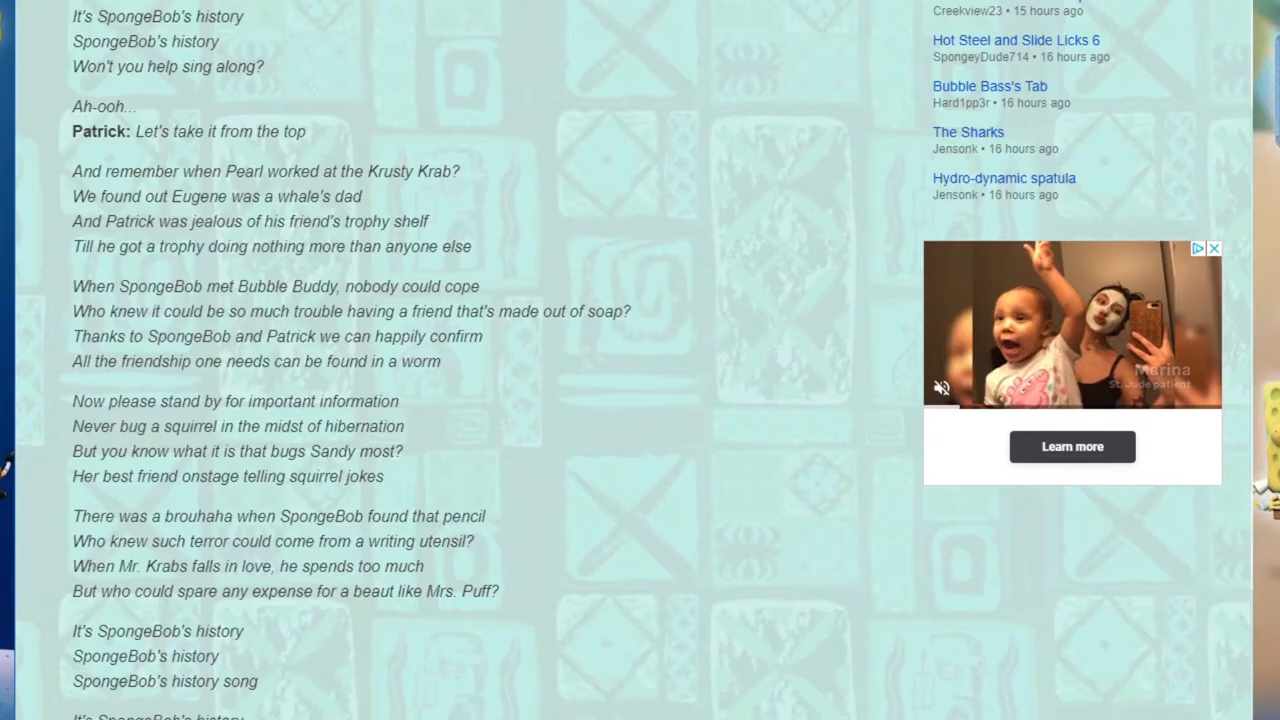 It's SpongeBob's history
SpongeBob's history
Won't you help sing along?
Ah-ooh...
Patrick: Let's take it from the top
And remember when Pearl worked at the Krusty Krab?
We found out Eugene was a whale's dad
And Patrick was jealous of his friend's trophy shelf
Till he got a trophy doing nothing more than anyone else
When SpongeBob met Bubble Buddy, nobody could cope
Who knew it could be so much trouble having a friend that's made out of soap?
Thanks to SpongeBob and Patrick we can happily confirm
All the friendship one needs can be found in a worm
Now please stand by for important information
Never bug a squirrel in the midst of hibernation
But you know what it is that bugs Sandy most?
Her best friend onstage telling squirrel jokes
There was a brouhaha when SpongeBob found that pencil
Who knew such terror could come from a writing utensil?
When Mr. Krabs falls in love, he spends too much
But who could spare any expense for a beaut like Mrs. Puff?
It's SpongeBob's history
SpongeBob's history
SpongeBob's history song
It's SpongeBob's history
Creekview23 • 15 hours ago
Hot Steel and Slide Licks 6
SpongeyDude714 • 16 hours ago
Bubble Bass's Tab
Hard1pp3r • 16 hours ago
The Sharks
Jensonk • 16 hours ago
Hydro-dynamic spatula
Jensonk • 16 hours ago
Marina
St. Jude patient
Learn more